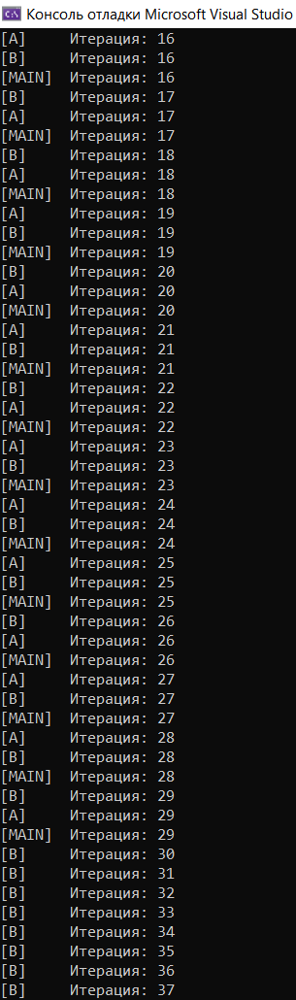 Консоль отладки Microsoft Visual Studio
[A] Итерация: 16
[B] Итерация: 16
[MAIN] Итерация: 16
[B] Итерация: 17
[A] Итерация: 17
[MAIN] Итерация: 17
[B] Итерация: 18
[A] Итерация: 18
[MAIN] Итерация: 18
[A] Итерация: 19
[B] Итерация: 19
[MAIN] Итерация: 19
[B] Итерация: 20
[A] Итерация: 20
[MAIN] Итерация: 20
[A] Итерация: 21
[B] Итерация: 21
[MAIN] Итерация: 21
[B] Итерация: 22
[A] Итерация: 22
[MAIN] Итерация: 22
[A] Итерация: 23
[B] Итерация: 23
[MAIN] Итерация: 23
[A] Итерация: 24
[B] Итерация: 24
[MAIN] Итерация: 24
[A] Итерация: 25
[B] Итерация: 25
[MAIN] Итерация: 25
[B] Итерация: 26
[A] Итерация: 26
[MAIN] Итерация: 26
[A] Итерация: 27
[B] Итерация: 27
[MAIN] Итерация: 27
[A] Итерация: 28
[B] Итерация: 28
[MAIN] Итерация: 28
[B] Итерация: 29
[A] Итерация: 29
[MAIN] Итерация: 29
[B] Итерация: 30
[B] Итерация: 31
[B] Итерация: 32
[B] Итерация: 33
[B] Итерация: 34
[B] Итерация: 35
[B] Итерация: 36
[B] Итерация: 37